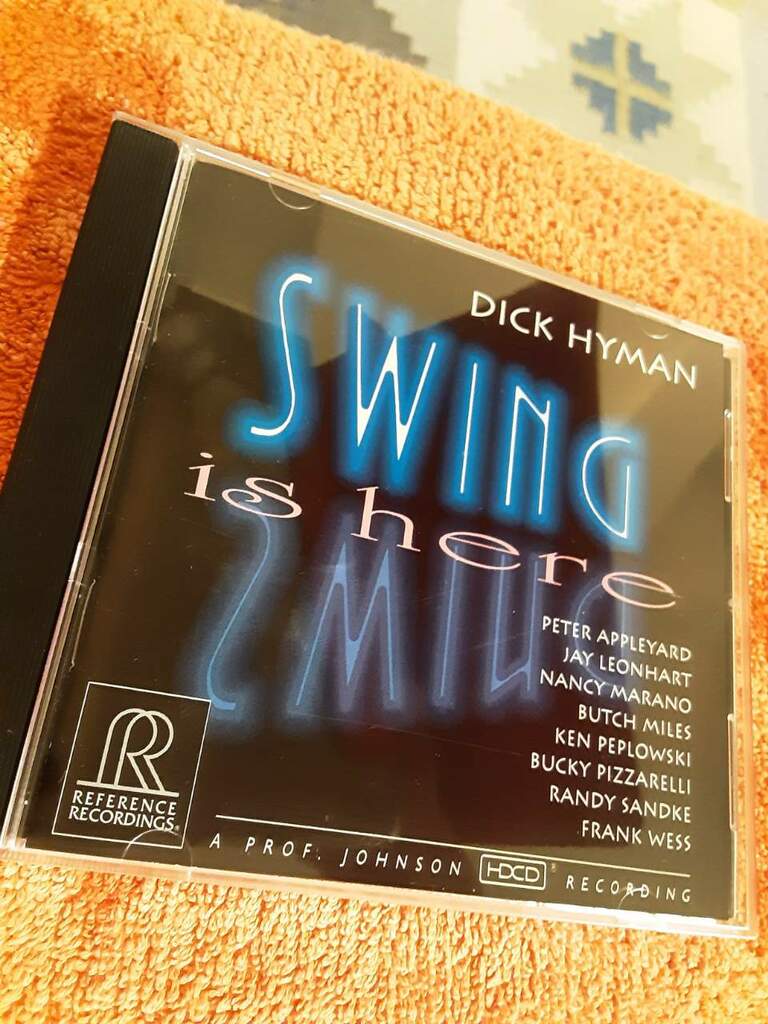 DICK HYMAN
SWING
is here
PETER APPLEYARD
JAY LEONHART
NANCY MARANO
BUTCH MILES
KEN PEPLOWSKI
BUCKY PIZZARELLI
RANDY SANDKE
FRANK WESS
RR
REFERENCE
RECORDINGS®
A PROF. JOHNSON HDCD® RECORDING